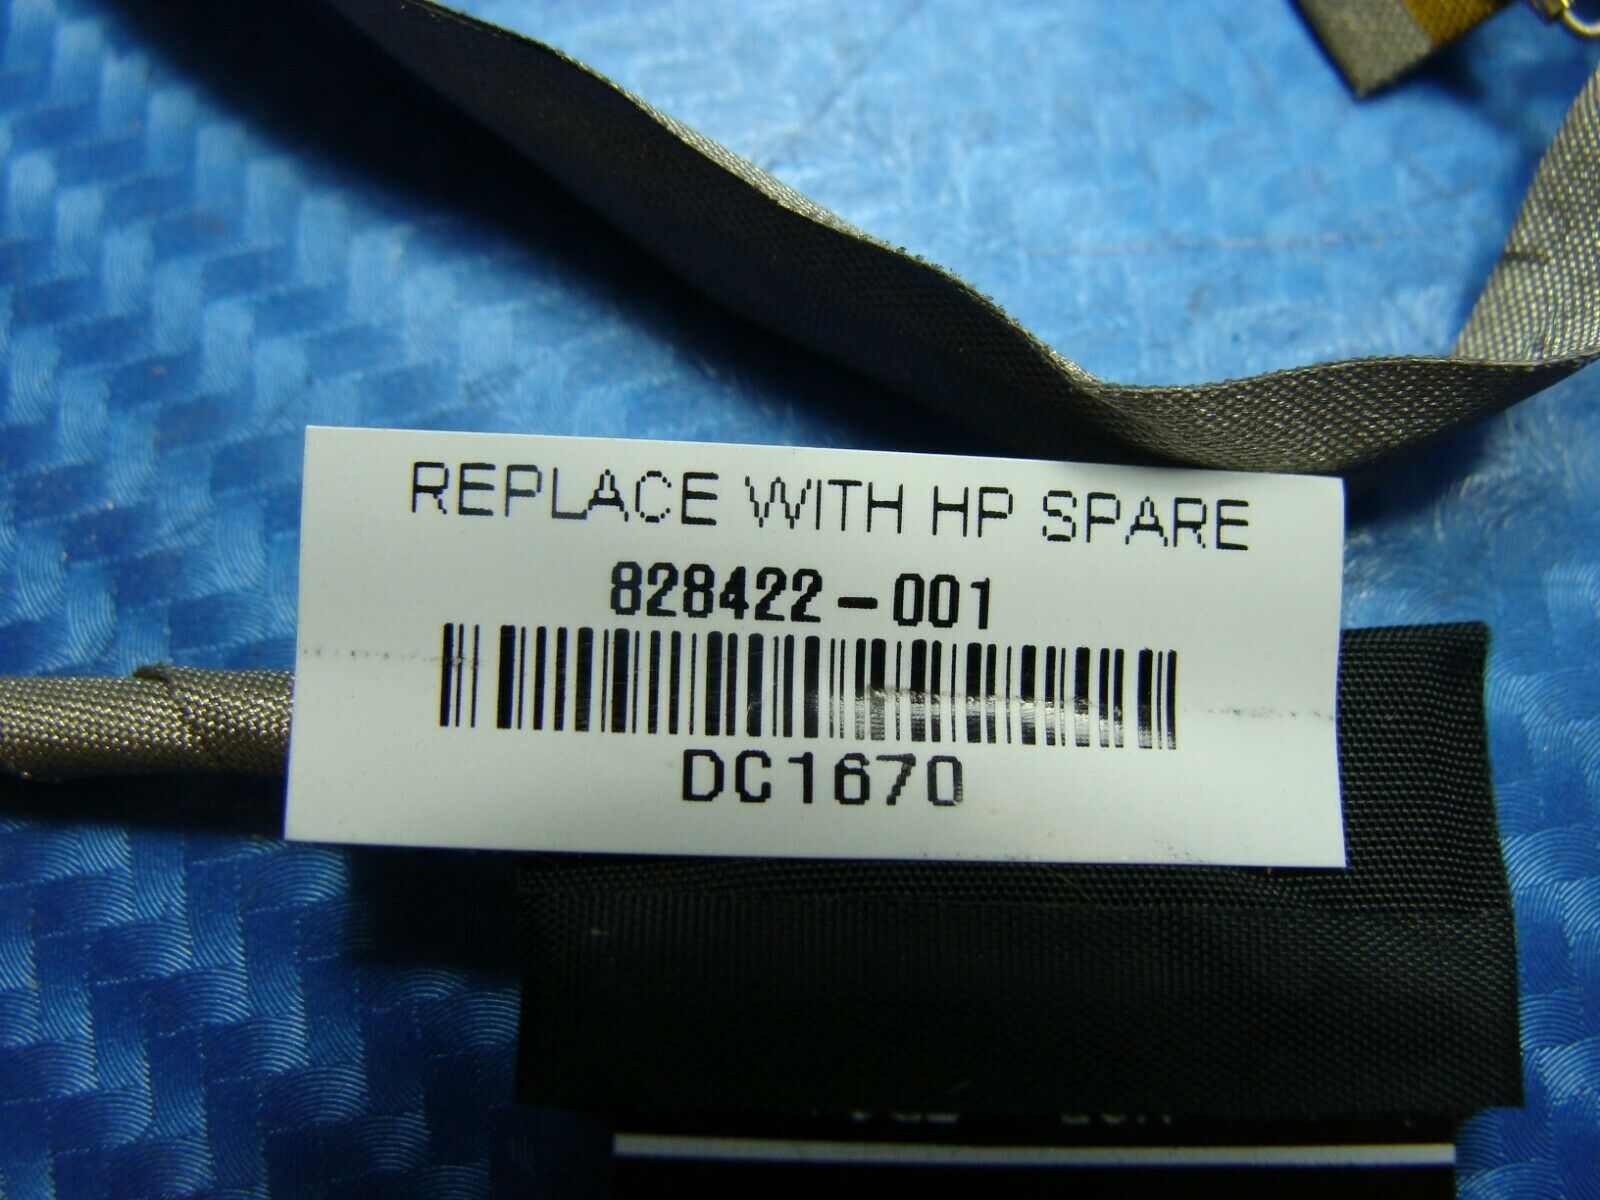 REPLACE WITH HP SPARE
828422-001
DC1670